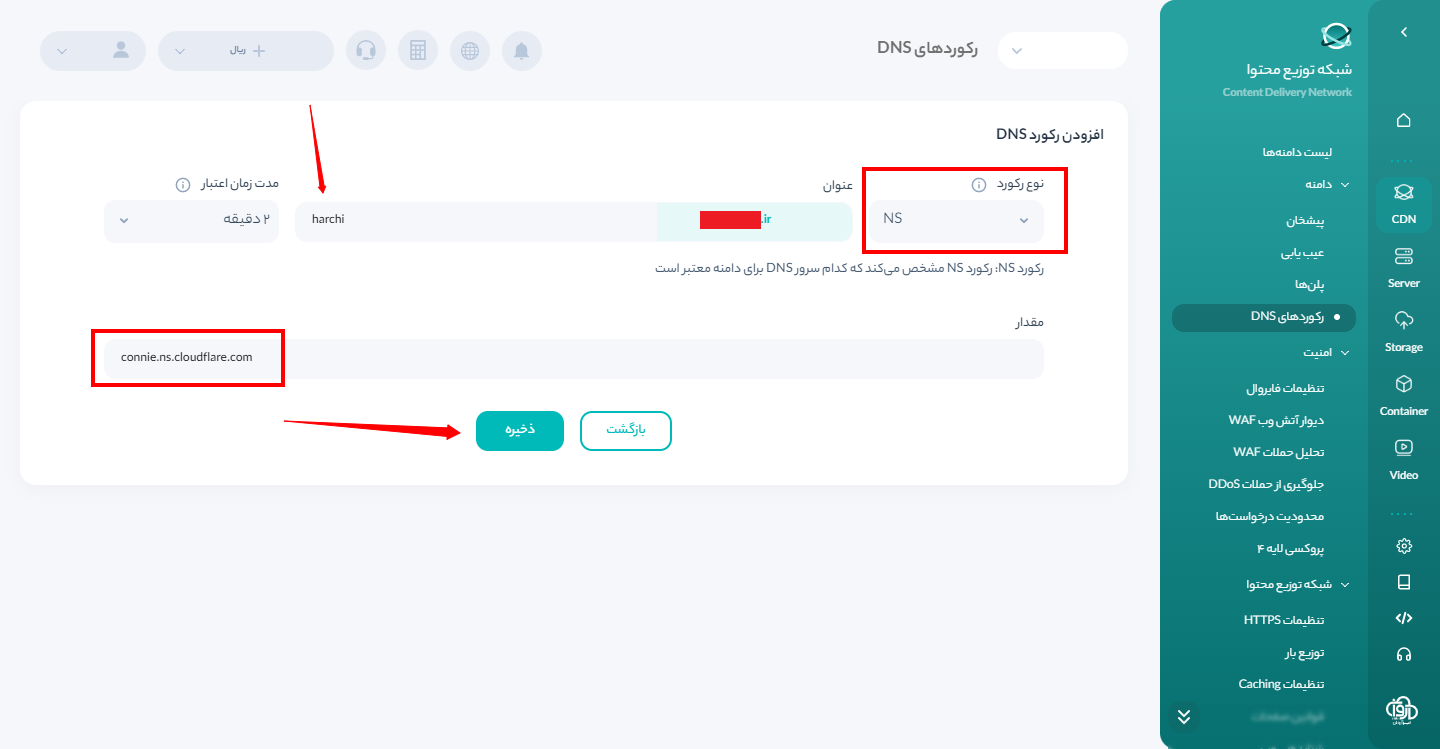 ریال
رکوردهای DNS
افزودن رکورد DNS
نوع رکورد
عنوان
مدت زمان اعتبار
NS
.ir
harchi
۲ دقیقه
رکورد NS: رکورد NS مشخص می‌کند که کدام سرور DNS برای دامنه معتبر است
مقدار
connie.ns.cloudflare.com
بازگشت
ذخیره
شبکه توزیع محتوا
Content Delivery Network
لیست دامنه‌ها
دامنه
پیشخان
عیب یابی
پلن‌ها
رکوردهای DNS
امنیت
تنظیمات فایروال
دیوار آتش وب WAF
تحلیل حملات WAF
جلوگیری از حملات DDoS
محدودیت درخواست‌ها
پروکسی لایه ۴
شبکه توزیع محتوا
تنظیمات HTTPS
توزیع بار
تنظیمات Caching
قوانین صفحات
CDN
Server
Storage
Container
Video